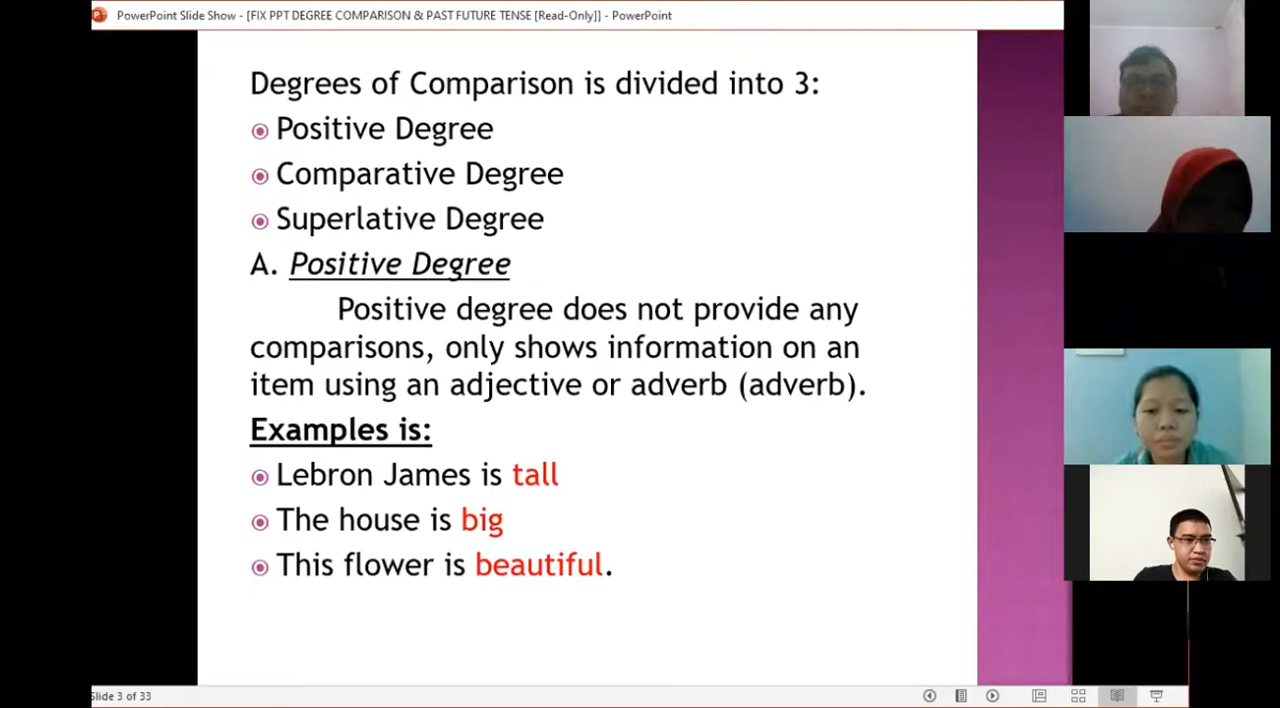 PowerPoint Slide Show - [FIX PPT DEGREE COMPARISON & PAST FUTURE TENSE [Read-Only]] - PowerPoint
Degrees of Comparison is divided into 3:
Positive Degree
Comparative Degree
Superlative Degree
A. Positive Degree
Positive degree does not provide any
comparisons, only shows information on an
item using an adjective or adverb (adverb).
Examples is:
Lebron James is tall
The house is big
This flower is beautiful.
Slide 3 of 33